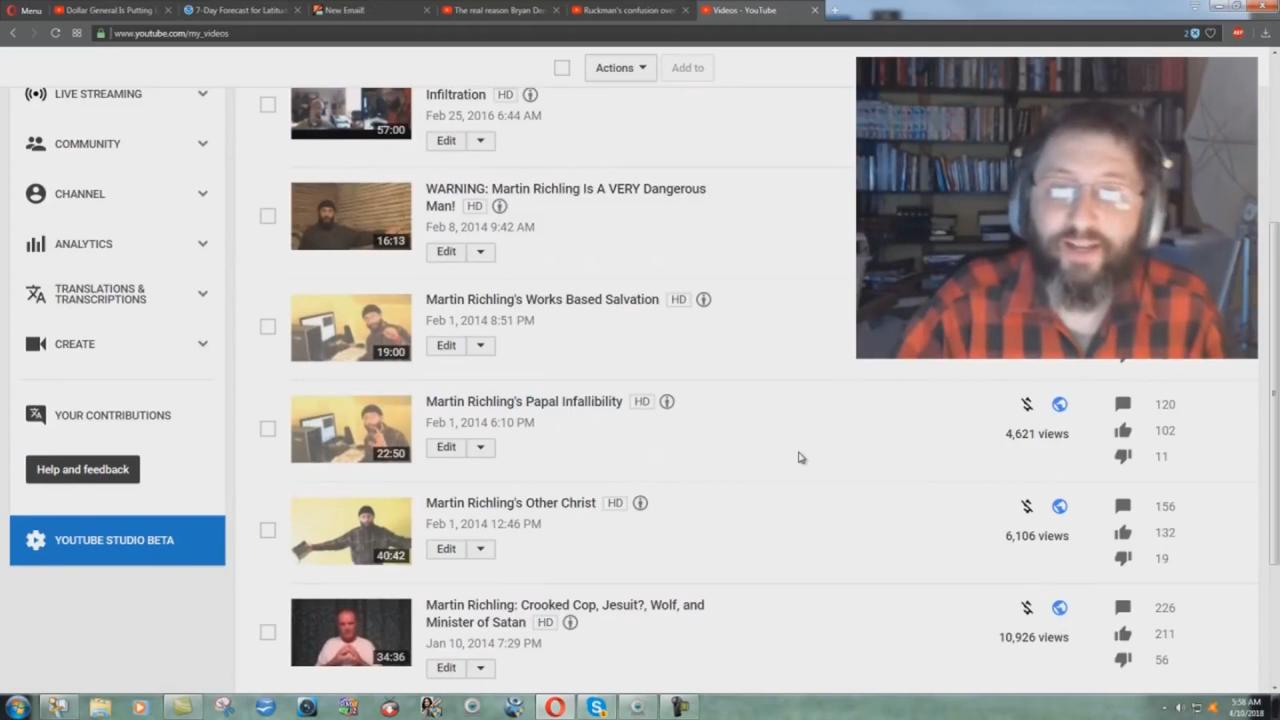 Menu
Dollar General Is Putting
7-Day Forecast for Latitud
New Email!
The real reason Bryan Den
Ruckman's confusion over
Videos - YouTube
www.youtube.com/my_videos
2
ABP
Actions
Add to
LIVE STREAMING
COMMUNITY
CHANNEL
ANALYTICS
TRANSLATIONS &
TRANSCRIPTIONS
CREATE
YOUR CONTRIBUTIONS
Help and feedback
YOUTUBE STUDIO BETA
57:00
Infiltration HD
Feb 25, 2016 6:44 AM
Edit
16:13
WARNING: Martin Richling Is A VERY Dangerous
Man! HD
Feb 8, 2014 9:42 AM
Edit
19:00
Martin Richling's Works Based Salvation HD
Feb 1, 2014 8:51 PM
Edit
22:50
Martin Richling's Papal Infallibility HD
Feb 1, 2014 6:10 PM
Edit
4,621 views
120
102
11
40:42
Martin Richling's Other Christ HD
Feb 1, 2014 12:46 PM
Edit
6,106 views
156
132
19
34:36
Martin Richling: Crooked Cop, Jesuit?, Wolf, and
Minister of Satan HD
Jan 10, 2014 7:29 PM
Edit
10,926 views
226
211
56
5:58 AM
4/10/2018